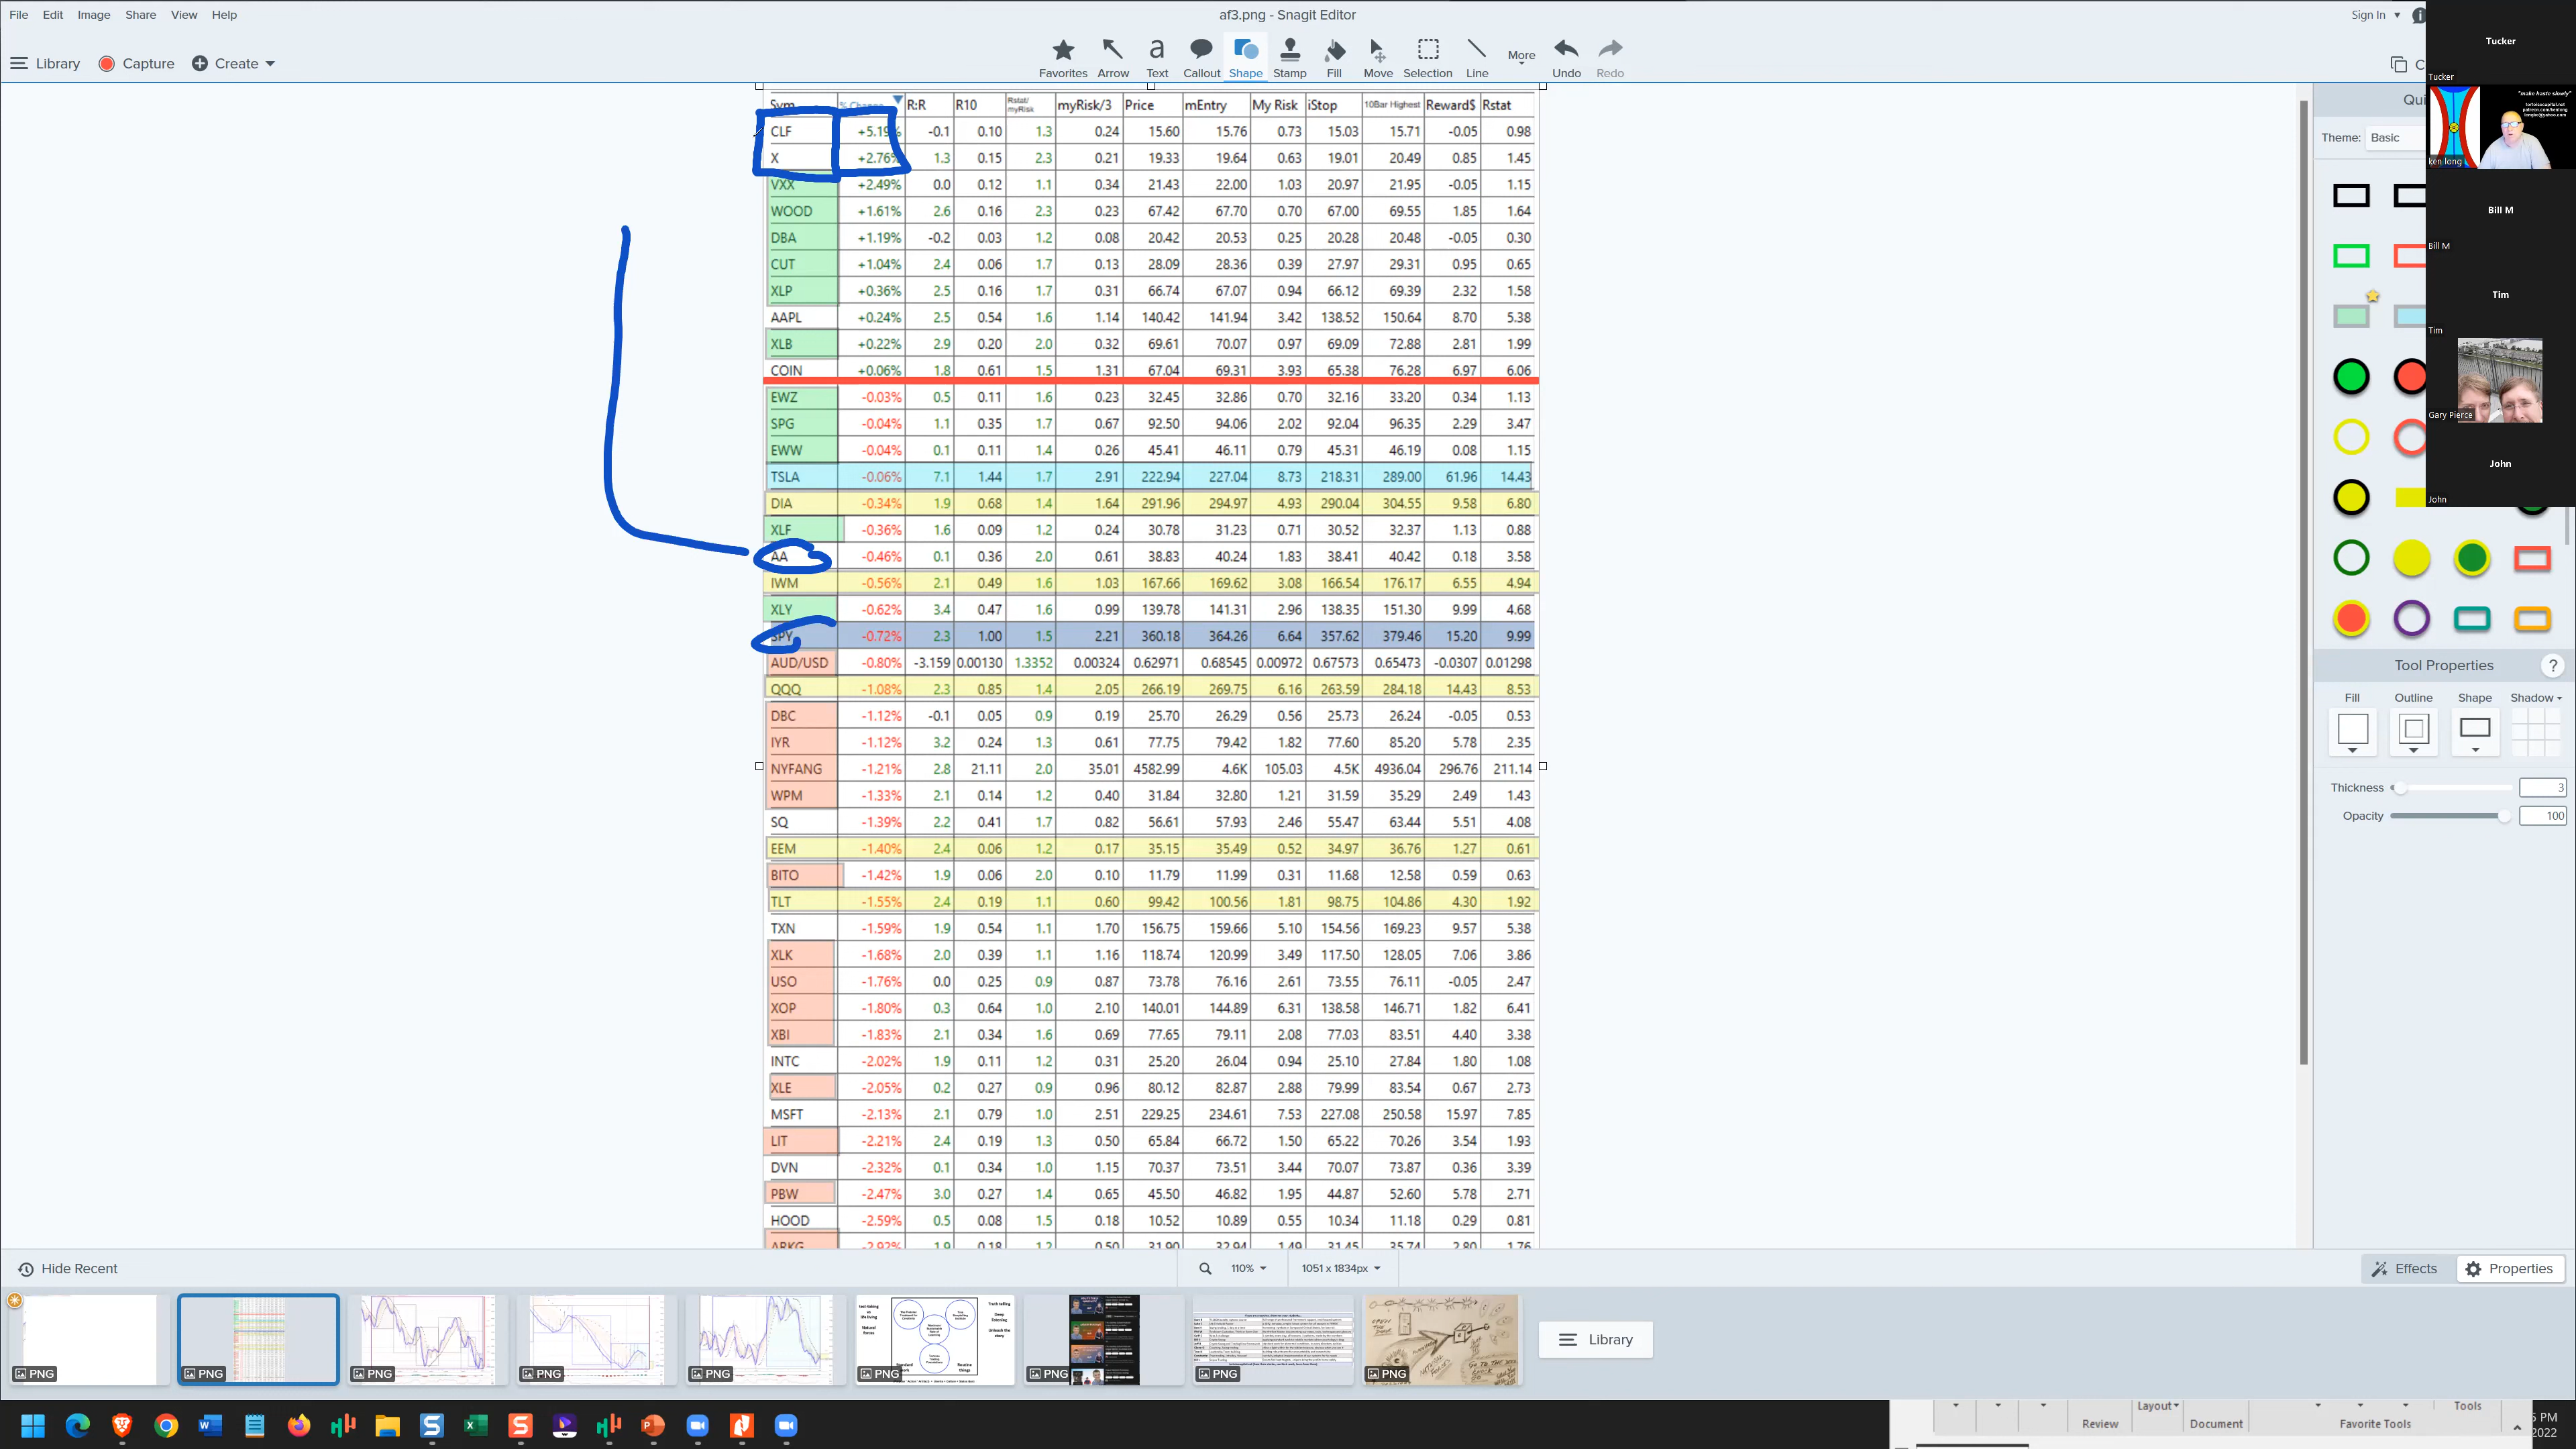 File Edit Image Share View Help
af3.png - Snagit Editor
Sign In
Library Capture Create
Favorites Arrow Text Callout Shape Stamp Fill Move Selection Line More Undo Redo
Sym % Change R:R R10 Rstat/myRisk myRisk/3 Price mEntry My Risk iStop 10Bar Highest Reward$ Rstat
CLF +5.19% -0.1 0.10 1.3 0.24 15.60 15.76 0.73 15.03 15.71 -0.05 0.98
X +2.76% 1.3 0.15 2.3 0.21 19.33 19.64 0.63 19.01 20.49 0.85 1.45
VXX +2.49% 0.0 0.12 1.1 0.34 21.43 22.00 1.03 20.97 21.95 -0.05 1.15
WOOD +1.61% 2.6 0.16 2.3 0.23 67.42 67.70 0.70 67.00 69.55 1.85 1.64
DBA +1.19% -0.2 0.03 1.2 0.08 20.42 20.53 0.25 20.28 20.48 -0.05 0.30
CUT +1.04% 2.4 0.06 1.7 0.13 28.09 28.36 0.39 27.97 29.31 0.95 0.65
XLP +0.36% 2.5 0.16 1.7 0.31 66.74 67.07 0.94 66.12 69.39 2.32 1.58
AAPL +0.24% 2.5 0.54 1.6 1.14 140.42 141.94 3.42 138.52 150.64 8.70 5.38
XLB +0.22% 2.9 0.20 2.0 0.32 69.61 70.07 0.97 69.09 72.88 2.81 1.99
COIN +0.06% 1.8 0.61 1.5 1.31 67.04 69.31 3.93 65.38 76.28 6.97 6.06
EWZ -0.03% 0.5 0.11 1.6 0.23 32.45 32.86 0.70 32.16 33.20 0.34 1.13
SPG -0.04% 1.1 0.35 1.7 0.67 92.50 94.06 2.02 92.04 96.35 2.29 3.47
EWW -0.04% 0.1 0.11 1.4 0.26 45.41 46.11 0.79 45.31 46.19 0.08 1.15
TSLA -0.06% 7.1 1.44 1.7 2.91 222.94 227.04 8.73 218.31 289.00 61.96 14.43
DIA -0.34% 1.9 0.68 1.4 1.64 291.96 294.97 4.93 290.04 304.55 9.58 6.80
XLF -0.36% 1.6 0.09 1.2 0.24 30.78 31.23 0.71 30.52 32.37 1.13 0.88
AA -0.46% 0.1 0.36 2.0 0.61 38.83 40.24 1.83 38.41 40.42 0.18 3.58
IWM -0.56% 2.1 0.49 1.6 1.03 167.66 169.62 3.08 166.54 176.17 6.55 4.94
XLY -0.62% 3.4 0.47 1.6 0.99 139.78 141.31 2.96 138.35 151.30 9.99 4.68
SPY -0.72% 2.3 1.00 1.5 2.21 360.18 364.26 6.64 357.62 379.46 15.20 9.99
AUD/USD -0.80% -3.159 0.00130 1.3352 0.00324 0.62971 0.68545 0.00972 0.67573 0.65473 -0.0307 0.01298
QQQ -1.08% 2.3 0.85 1.4 2.05 266.19 269.75 6.16 263.59 284.18 14.43 8.53
DBC -1.12% -0.1 0.05 0.9 0.19 25.70 26.29 0.56 25.73 26.24 -0.05 0.53
IYR -1.12% 3.2 0.24 1.3 0.61 77.75 79.42 1.82 77.60 85.20 5.78 2.35
NYFANG -1.21% 2.8 21.11 2.0 35.01 4582.99 4.6K 105.03 4.5K 4936.04 296.76 211.14
WPM -1.33% 2.1 0.14 1.2 0.40 31.84 32.80 1.21 31.59 35.29 2.49 1.43
SQ -1.39% 2.2 0.41 1.7 0.82 56.61 57.93 2.46 55.47 63.44 5.51 4.08
EEM -1.40% 2.4 0.06 1.2 0.17 35.15 35.49 0.52 34.97 36.76 1.27 0.61
BITO -1.42% 1.9 0.06 2.0 0.10 11.79 11.99 0.31 11.68 12.58 0.59 0.63
TLT -1.55% 2.4 0.19 1.1 0.60 99.42 100.56 1.81 98.75 104.86 4.30 1.92
TXN -1.59% 1.9 0.54 1.1 1.70 156.75 159.66 5.10 154.56 169.23 9.57 5.38
XLK -1.68% 2.0 0.39 1.1 1.16 118.74 120.99 3.49 117.50 128.05 7.06 3.86
USO -1.76% 0.0 0.25 0.9 0.87 73.78 76.16 2.61 73.55 76.11 -0.05 2.47
XOP -1.80% 0.3 0.64 1.0 2.10 140.01 144.89 6.31 138.58 146.71 1.82 6.41
XBI -1.83% 2.1 0.34 1.6 0.69 77.65 79.11 2.08 77.03 83.51 4.40 3.38
INTC -2.02% 1.9 0.11 1.2 0.31 25.20 26.04 0.94 25.10 27.84 1.80 1.08
XLE -2.05% 0.2 0.27 0.9 0.96 80.12 82.87 2.88 79.99 83.54 0.67 2.73
MSFT -2.13% 2.1 0.79 1.0 2.51 229.25 234.61 7.53 227.08 250.58 15.97 7.85
LIT -2.21% 2.4 0.19 1.3 0.50 65.84 66.72 1.50 65.22 70.26 3.54 1.93
DVN -2.32% 0.1 0.34 1.0 1.15 70.37 73.51 3.44 70.07 73.87 0.36 3.39
PBW -2.47% 3.0 0.27 1.4 0.65 45.50 46.82 1.95 44.87 52.60 5.78 2.71
HOOD -2.59% 0.5 0.08 1.5 0.18 10.52 10.89 0.55 10.34 11.18 0.29 0.81
ARKG -2.92% 1.9 0.18 1.2 0.50 31.90 32.94 1.49 31.45 35.74 2.80 1.76
Tucker
Tucker
"make haste slowly"
ken long
Bill M
Bill M
Tim
Tim
Gary Pierce
John
John
Theme: Basic
Tool Properties ?
Fill Outline Shape Shadow
Thickness 3
Opacity 100
Hide Recent
110% 1051 x 1834px
Effects Properties
PNG PNG PNG PNG PNG PNG PNG PNG PNG
Library
Layout Tools
Review Document Favorite Tools
PM
2022